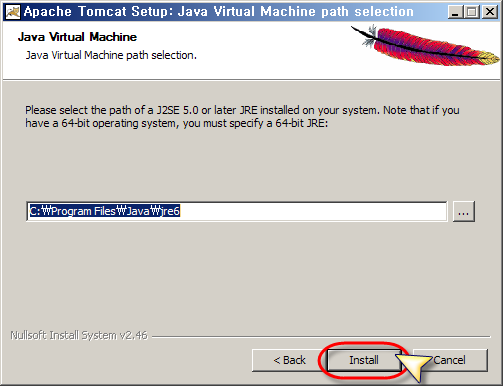 Apache Tomcat Setup: Java Virtual Machine path selection
Java Virtual Machine
Java Virtual Machine path selection.
Please select the path of a J2SE 5.0 or later JRE installed on your system. Note that if you
have a 64-bit operating system, you must specify a 64-bit JRE:
C:₩Program Files₩Java₩jre6
...
Nullsoft Install System v2.46
< Back
Install
Cancel